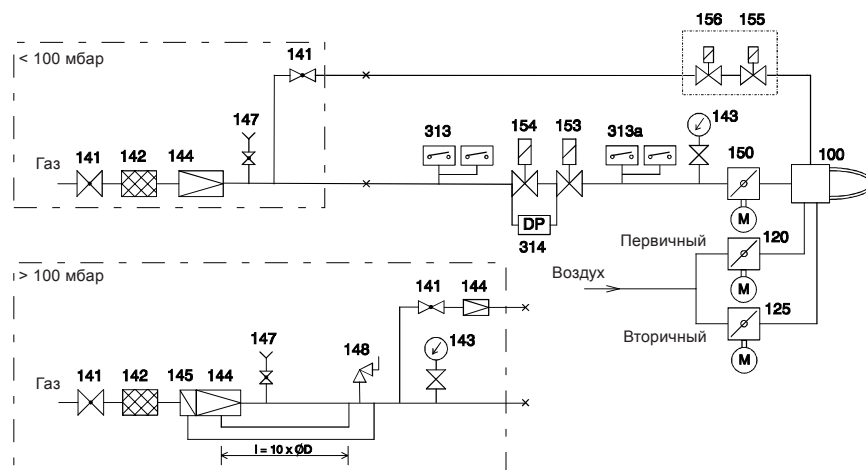 156 155
< 100 мбар
141
147
313
154
153
313a
143
Газ
141
142
144
150
100
DP
314
M
Первичный
120
Воздух
M
125
Вторичный
M
> 100 мбар
141
144
147
148
143
Газ
141
142
145
144
l = 10 x ØD